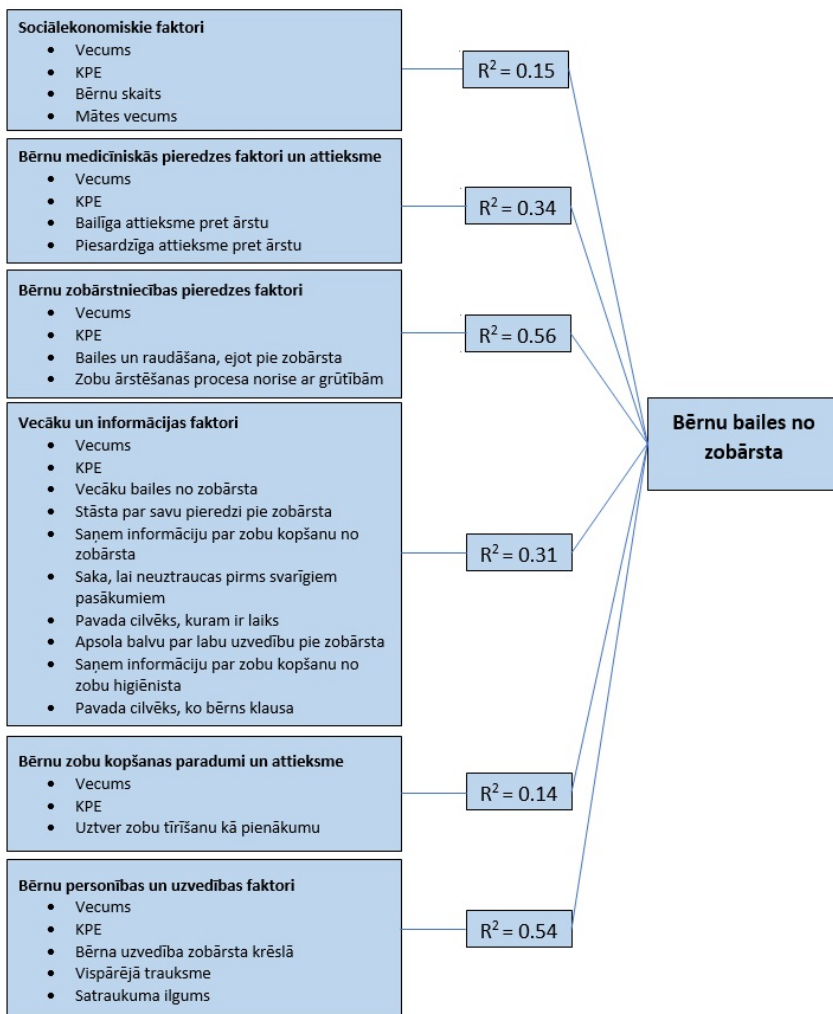 Sociālekonomiskie faktori
• Vecums
• KPE
• Bērnu skaits
• Mātes vecums
R² = 0.15
Bērnu medicīniskās pieredzes faktori un attieksme
• Vecums
• KPE
• Bailīga attieksme pret ārstu
• Piesardzīga attieksme pret ārstu
R² = 0.34
Bērnu zobārstniecības pieredzes faktori
• Vecums
• KPE
• Bailes un raudāšana, ejot pie zobārsta
• Zobu ārstēšanas procesa norise ar grūtībām
R² = 0.56
Vecāku un informācijas faktori
• Vecums
• KPE
• Vecāku bailes no zobārsta
• Stāsta par savu pieredzi pie zobārsta
• Saņem informāciju par zobu kopšanu no
zobārsta
• Saka, lai neuztraucas pirms svarīgiem
pasākumiem
• Pavada cilvēks, kuram ir laiks
• Apsola balvu par labu uzvedību pie zobārsta
• Saņem informāciju par zobu kopšanu no
zobu higiēnista
• Pavada cilvēks, ko bērns klausa
R² = 0.31
Bērnu zobu kopšanas paradumi un attieksme
• Vecums
• KPE
• Uztver zobu tīrīšanu kā pienākumu
R² = 0.14
Bērnu personības un uzvedības faktori
• Vecums
• KPE
• Bērna uzvedība zobārsta krēslā
• Vispārējā trauksme
• Satraukuma ilgums
R² = 0.54
Bērnu bailes no
zobārsta